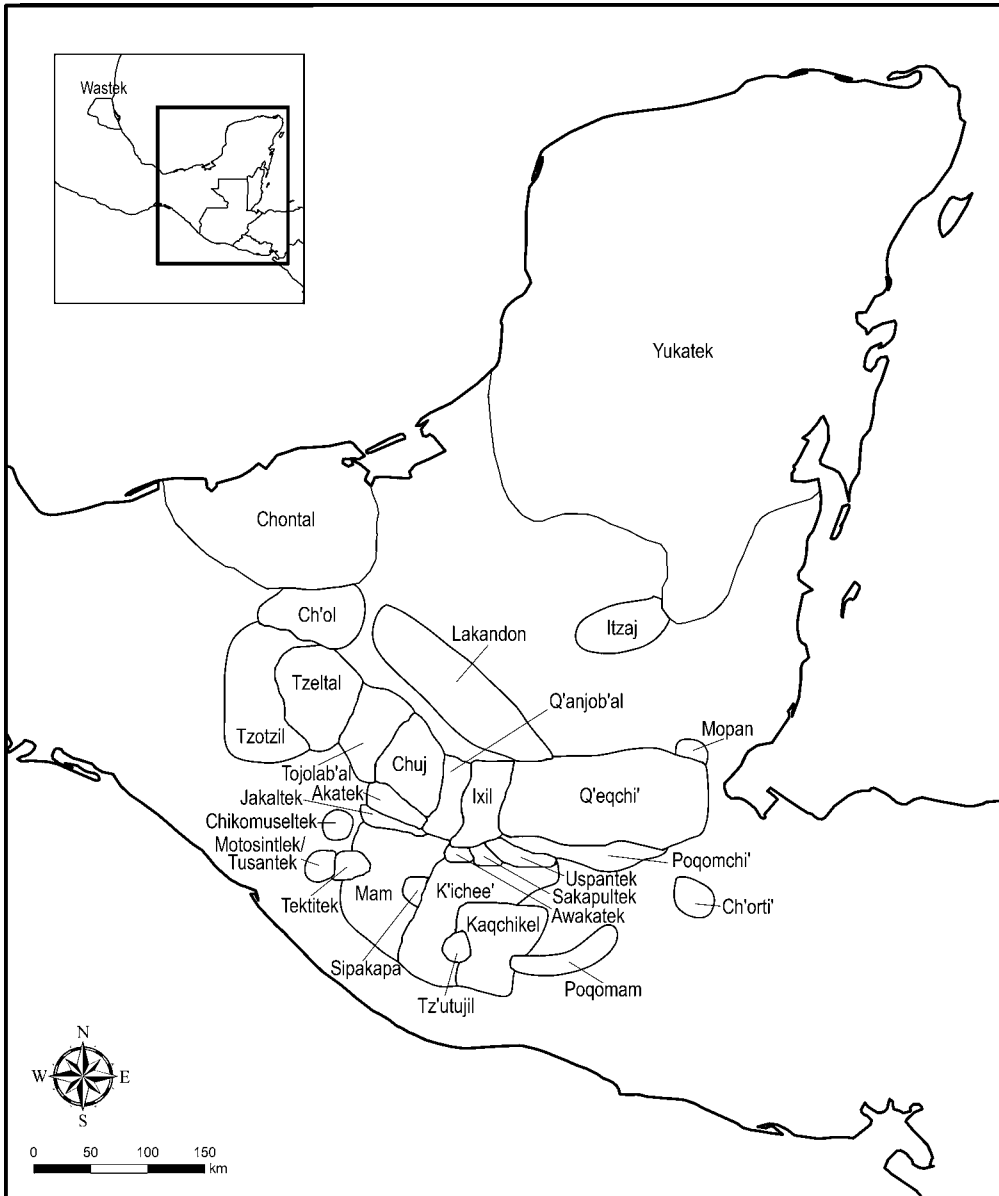 Wastek
Yukatek
Chontal
Ch'ol
Itzaj
Lakandon
Tzeltal
Q'anjob'al
Mopan
Tzotzil
Chuj
Tojolab'al
Akatek
Ixil
Q'eqchi'
Jakaltek
Chikomuseltek
Motosintlek/
Tusantek
Poqomchi'
Uspantek
Sakapultek
Awakatek
Mam
K'ichee'
Tektitek
Ch'orti'
Kaqchikel
Sipakapa
Poqomam
Tz'utujil
N
W E
S
0 50 100 150
km